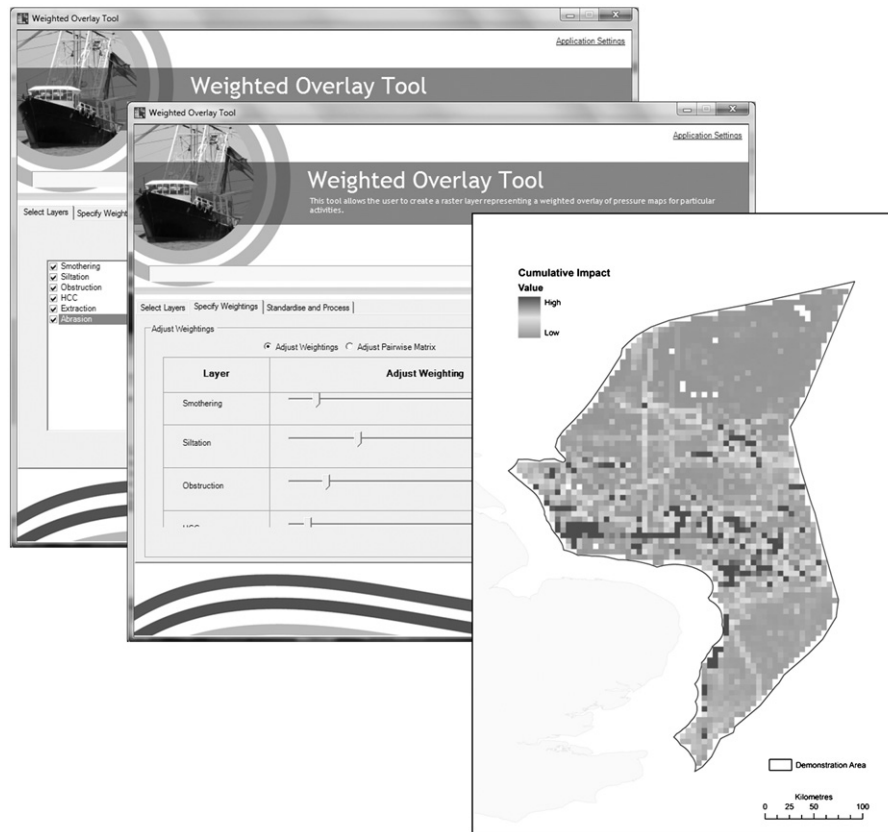 Weighted Overlay Tool
Application Settings
Weighted Overlay Tool
Select Layers Specify Weight
Smothering
Siltation
Obstruction
HCC
Extraction
Abrasion
Weighted Overlay Tool
Application Settings
Weighted Overlay Tool
This tool allows the user to create a raster layer representing a weighted overlay of pressure maps for particular
activities.
Select Layers Specify Weightings Standardise and Process
Adjust Weightings
Adjust Weightings Adjust Pairwise Matrix
Layer Adjust Weighting
Smothering
Siltation
Obstruction
HCC
Cumulative Impact
Value
High
Low
Demonstration Area
Kilometres
0 25 50 100